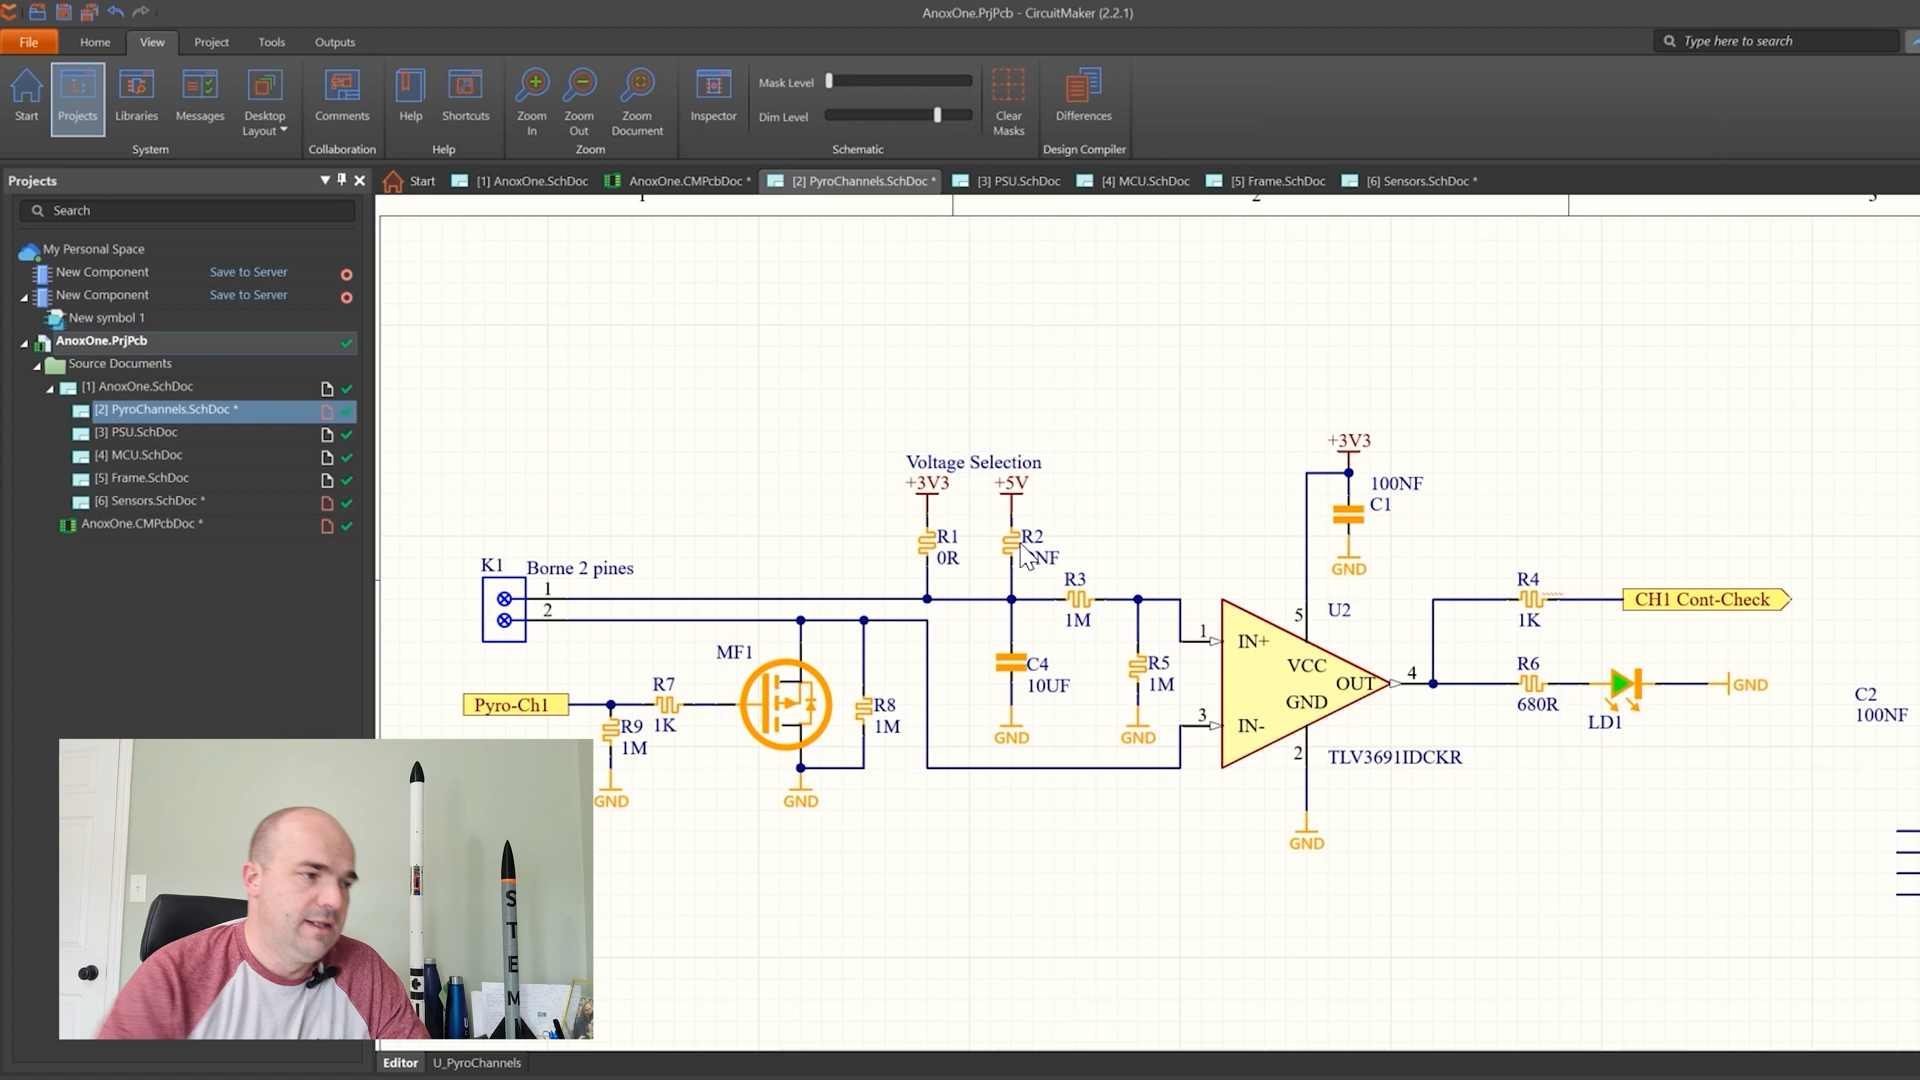 AnoxOne.PrjPcb - CircuitMaker (2.2.1)
File
Home
View
Project
Tools
Outputs
Type here to search
Start
Projects
Libraries
Messages
Desktop
Layout
System
Comments
Collaboration
Help
Shortcuts
Help
Zoom
In
Zoom
Out
Zoom
Document
Zoom
Inspector
Mask Level
Dim Level
Clear
Masks
Schematic
Differences
Design Compiler
Projects
Search
My Personal Space
New Component Save to Server
New Component Save to Server
New symbol 1
AnoxOne.PrjPcb
Source Documents
[1] AnoxOne.SchDoc
[2] PyroChannels.SchDoc *
[3] PSU.SchDoc
[4] MCU.SchDoc
[5] Frame.SchDoc
[6] Sensors.SchDoc *
AnoxOne.CMPcbDoc *
Start
[1] AnoxOne.SchDoc
AnoxOne.CMPcbDoc *
[2] PyroChannels.SchDoc *
[3] PSU.SchDoc
[4] MCU.SchDoc
[5] Frame.SchDoc
[6] Sensors.SchDoc *
1
2
3
Voltage Selection
+3V3
+5V
R1
0R
R2
NF
K1
Borne 2 pines
1
2
R3
1M
+3V3
100NF
C1
GND
MF1
Pyro-Ch1
R7
1K
R9
1M
GND
R8
1M
GND
C4
10UF
GND
R5
1M
GND
1
IN+
3
IN-
5
VCC
GND
OUT
4
2
U2
TLV3691IDCKR
GND
R4
1K
CH1 Cont-Check
R6
680R
LD1
GND
C2
100NF
S
T
E
M
Editor
U_PyroChannels